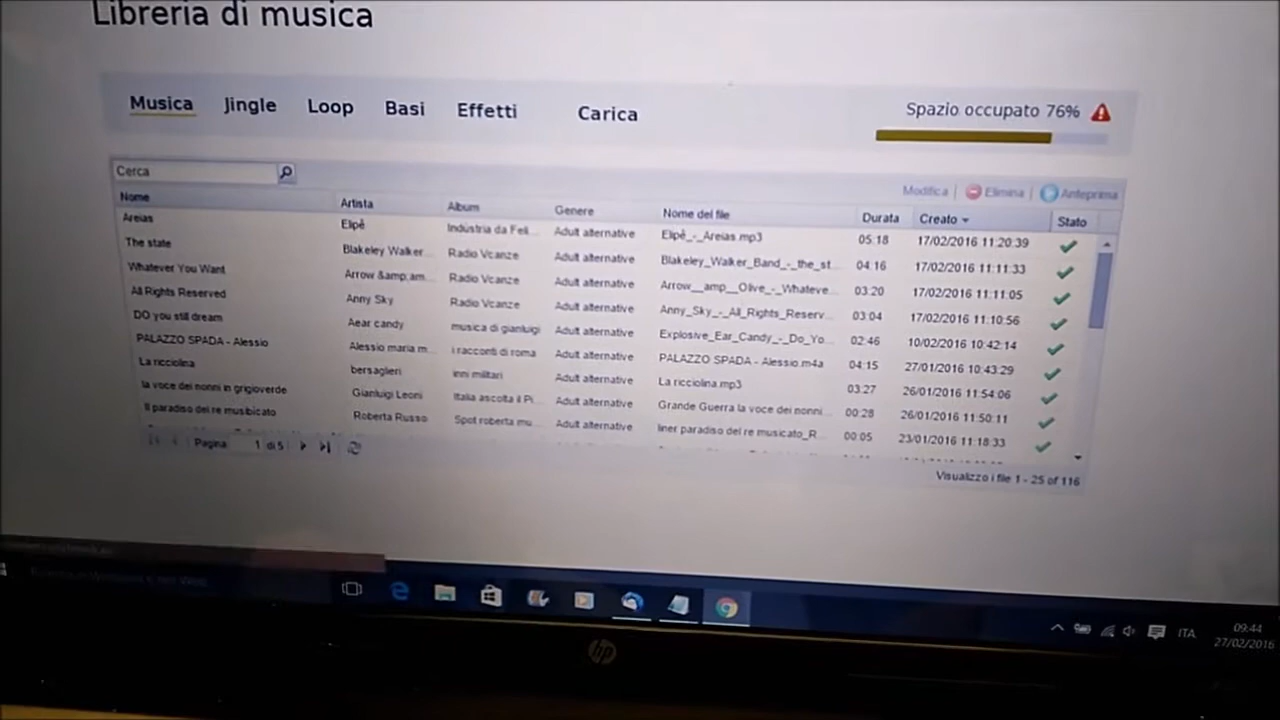 Libreria di musica
Musica Jingle Loop Basi Effetti Carica Spazio occupato 76%
Cerca
Modifica Elimina Anteprima
Nome Artista Album Genere Nome del file Durata Creato Stato
Areias Elipê Indústria da Feli... Adult alternative Elipê_-_Areias.mp3 05:18 17/02/2016 11:20:39
The state Blakeley Walker... Radio Vcanze Adult alternative Blakeley_Walker_Band_-_the_st... 04:16 17/02/2016 11:11:33
Whatever You Want Arrow &amp;am... Radio Vcanze Adult alternative Arrow__amp__Olive_-_Whateve... 03:20 17/02/2016 11:11:05
All Rights Reserved Anny Sky Radio Vcanze Adult alternative Anny_Sky_-_All_Rights_Reserv... 03:04 17/02/2016 11:10:56
DO you still dream Aear candy musica di gianluigi Adult alternative Explosive_Ear_Candy_-_Do_Yo... 02:46 10/02/2016 10:42:14
PALAZZO SPADA - Alessio Alessio maria m... i racconti di roma Adult alternative PALAZZO SPADA - Alessio.m4a 04:15 27/01/2016 10:43:29
La ricciolina bersaglieri inni militari Adult alternative La ricciolina.mp3 03:27 26/01/2016 11:54:06
la voce dei nonni in grigioverde Gianluigi Leoni Italia ascolta il Pi... Adult alternative Grande Guerra la voce dei nonni... 00:28 26/01/2016 11:50:11
Il paradiso del re musibicato Roberta Russo Spot roberta mu... Adult alternative liner paradiso del re musicato_R... 00:05 23/01/2016 11:18:33
Pagina 1 di 5
Visualizzo i file 1 - 25 of 116
hp
ITA
09:44
27/02/2016